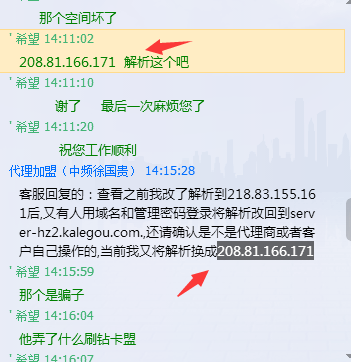 那个空间坏了
' 希望 14:11:02
208.81.166.171 解析这个吧
' 希望 14:11:10
谢了 最后一次麻烦您了
' 希望 14:11:20
祝您工作顺利
代理加盟（中频徐国贵） 14:15:28
客服回复的：查看之前我改了解析到218.83.155.16
1后,又有人用域名和管理密码登录将解析改回到serv
er-hz2.kalegou.com.,还请确认是不是代理商或者客
户自己操作的,当前我又将解析换成208.81.166.171
' 希望 14:15:59
那个是骗子
' 希望 14:16:04
他弄了什么刷钻卡盟
' 希望 14:16:07